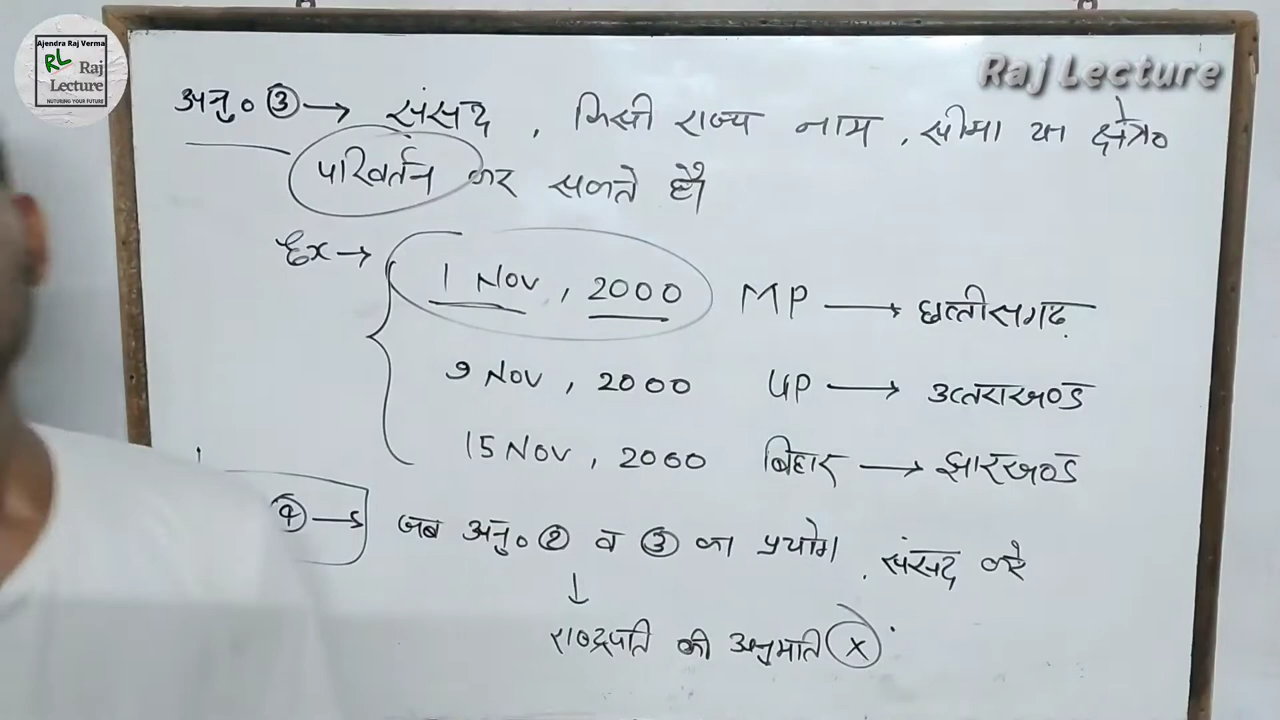 Ajendra Raj Verma
RL Raj
Lecture
NUTURING YOUR FUTURE
Raj Lecture
अनु० ③ → संसद , किसी राज्य नाम , सीमा या क्षेत्र०
परिवर्तन कर सकते है।
Ex →
1 Nov , 2000 MP → छत्तीसगढ़
9 Nov , 2000 UP → उत्तराखण्ड
15 Nov , 2000 बिहार → झारखण्ड
④ → जब अनु० ② व ③ का प्रयोग , संसद करे
↓
राष्ट्रपति की अनुमति ⓧ